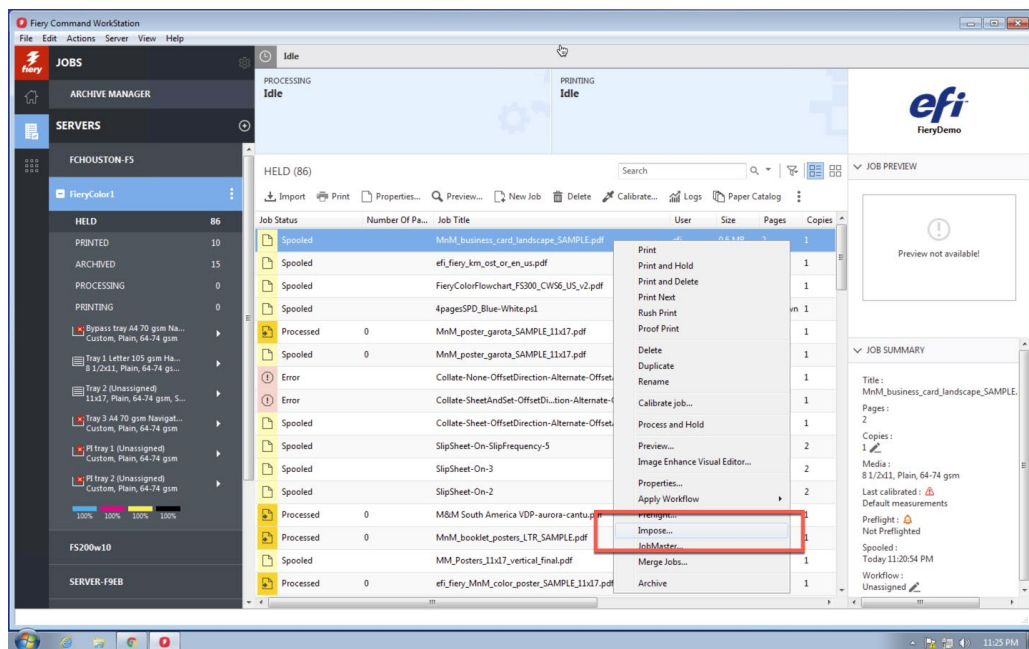 Fiery Command WorkStation
File Edit Actions Server View Help
fiery
JOBS
Idle
ARCHIVE MANAGER
PROCESSING
Idle
PRINTING
Idle
efi
FieryDemo
SERVERS
FCHOUSTON-F5
FieryColor1
HELD 86
PRINTED 10
ARCHIVED 15
PROCESSING 0
PRINTING 0
Bypass tray A4 70 gsm Na...
Custom, Plain, 64-74 gsm
Tray 1 Letter 105 gsm Ha...
8 1/2x11, Plain, 64-74 gs...
Tray 2 (Unassigned)
11x17, Plain, 64-74 gsm, S...
Tray 3 A4 70 gsm Navigat...
Custom, Plain, 64-74 gsm
PI tray 1 (Unassigned)
Custom, Plain, 64-74 gsm
PI tray 2 (Unassigned)
Custom, Plain, 64-74 gsm
100% 100% 100% 100%
FS200w10
SERVER-F9EB
HELD (86)
Search
Import Print Properties... Preview... New Job Delete Calibrate... Logs Paper Catalog
Job Status Number Of Pa... Job Title User Size Pages Copies
Spooled MnM_business_card_landscape_SAMPLE.pdf efi 0.6 MB 2 1
Spooled efi_fiery_km_ost_or_en_us.pdf 1
Spooled FieryColorFlowchart_FS300_CWS6_US_v2.pdf 1
Spooled 4pagesSPD_Blue-White.ps1 vn 1
Processed 0 MnM_poster_garota_SAMPLE_11x17.pdf 1
Spooled 0 MnM_poster_garota_SAMPLE_11x17.pdf 1
Error Collate-None-OffsetDirection-Alternate-Offset 1
Error Collate-SheetAndSet-OffsetDi...tion-Alternate-( 1
Spooled Collate-Sheet-OffsetDirection-Alternate-Offset 1
Spooled SlipSheet-On-SlipFrequency-5 2
Spooled SlipSheet-On-3 2
Spooled SlipSheet-On-2 2
Processed 0 M&M South America VDP-aurora-cantu.p 1
Processed 0 MnM_booklet_posters_LTR_SAMPLE.pdf 1
Spooled MM_Posters_11x17_vertical_final.pdf 1
Processed 0 efi_fiery_MnM_color_poster_SAMPLE_11x17.pdf 1
Print
Print and Hold
Print and Delete
Print Next
Rush Print
Proof Print
Delete
Duplicate
Rename
Calibrate job...
Process and Hold
Preview...
Image Enhance Visual Editor...
Properties...
Apply Workflow
Preflight...
Impose...
JobMaster...
Merge Jobs...
Archive
JOB PREVIEW
Preview not available!
JOB SUMMARY
Title :
MnM_business_card_landscape_SAMPLE.
Pages :
2
Copies :
1
Media :
8 1/2x11, Plain, 64-74 gsm
Last calibrated :
Default measurements
Preflight :
Not Preflighted
Spooled :
Today 11:20:54 PM
Workflow :
Unassigned
11:25 PM